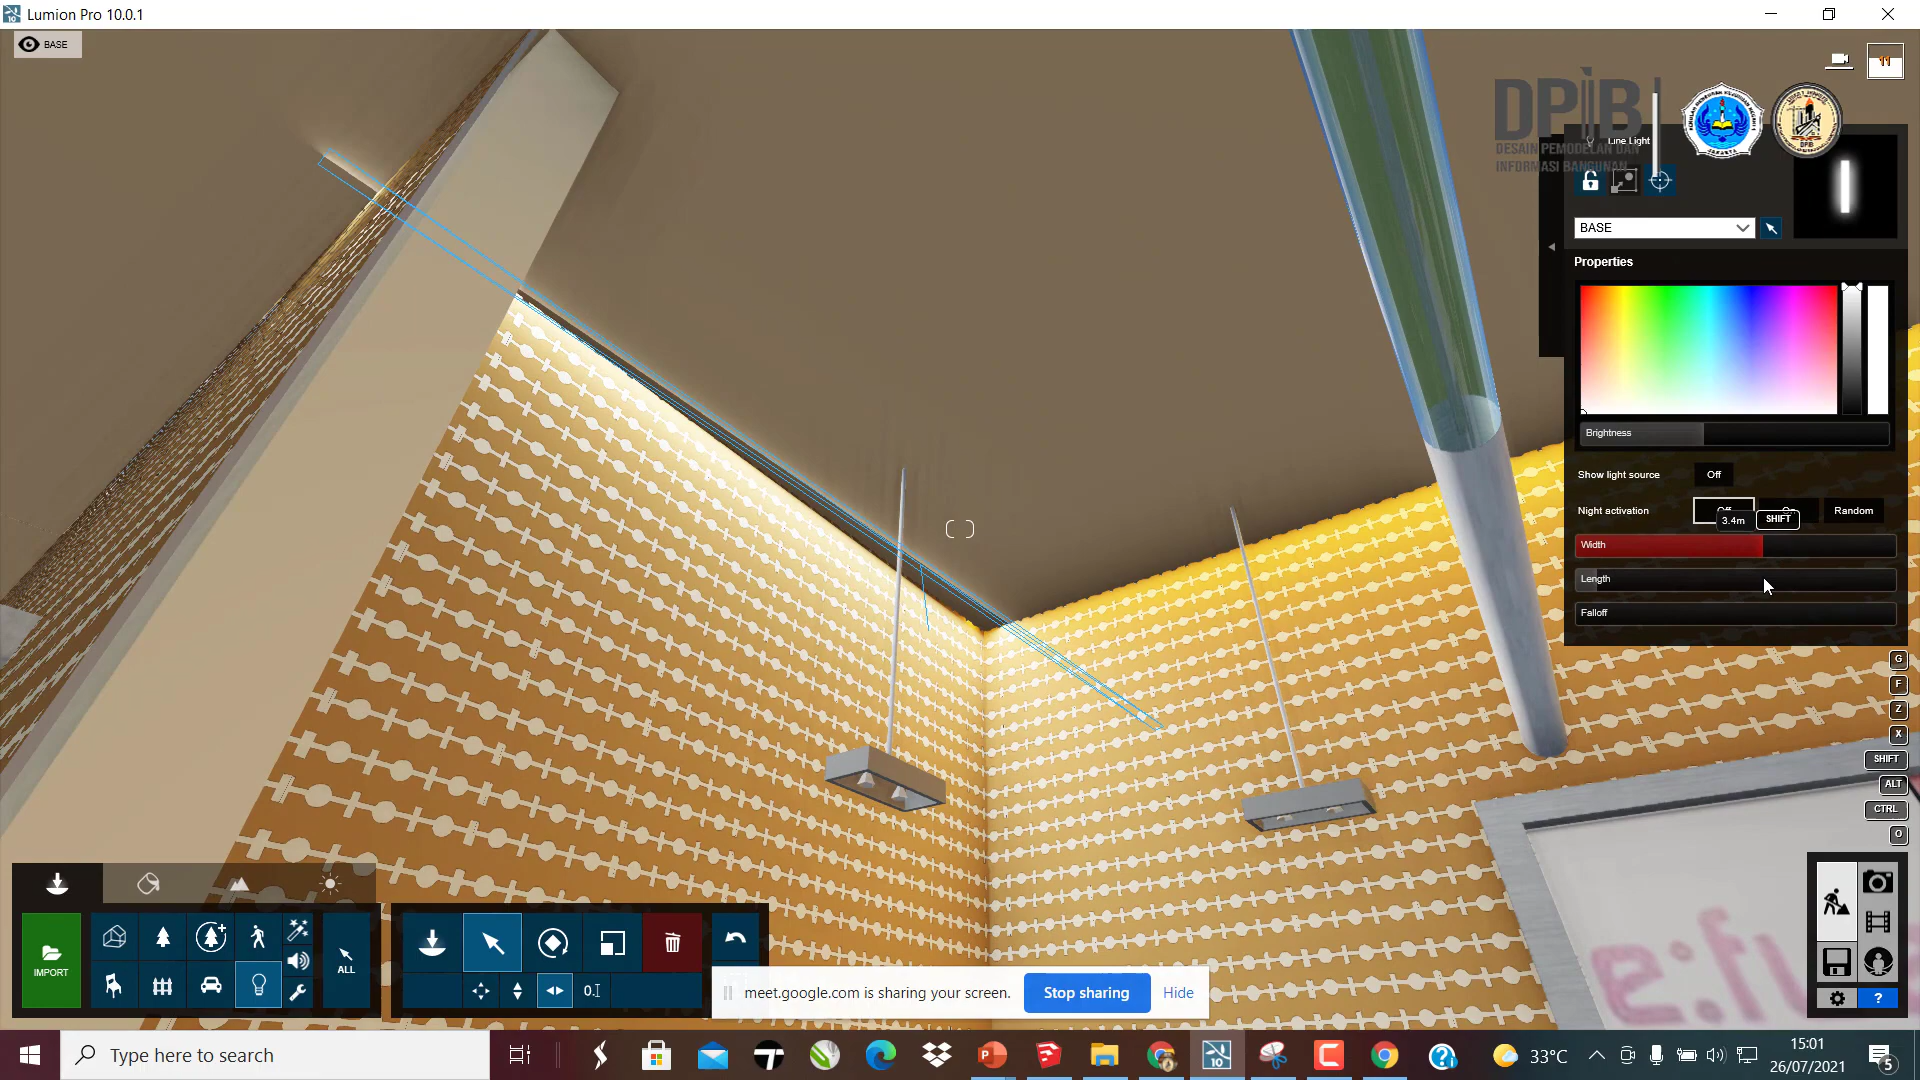 Lumion Pro 10.0.1
BASE
DPIB
DESAIN PEMODELAN DAN
INFORMASI BANGUNAN
Line Light
BASE
Properties
Brightness
Show light source
Off
Night activation
Random
3.4m
SHIFT
Width
Length
Falloff
G
F
Z
X
SHIFT
ALT
CTRL
O
IMPORT
ALL
meet.google.com is sharing your screen.
Stop sharing
Hide
?
Type here to search
33°C
15:01
26/07/2021
5